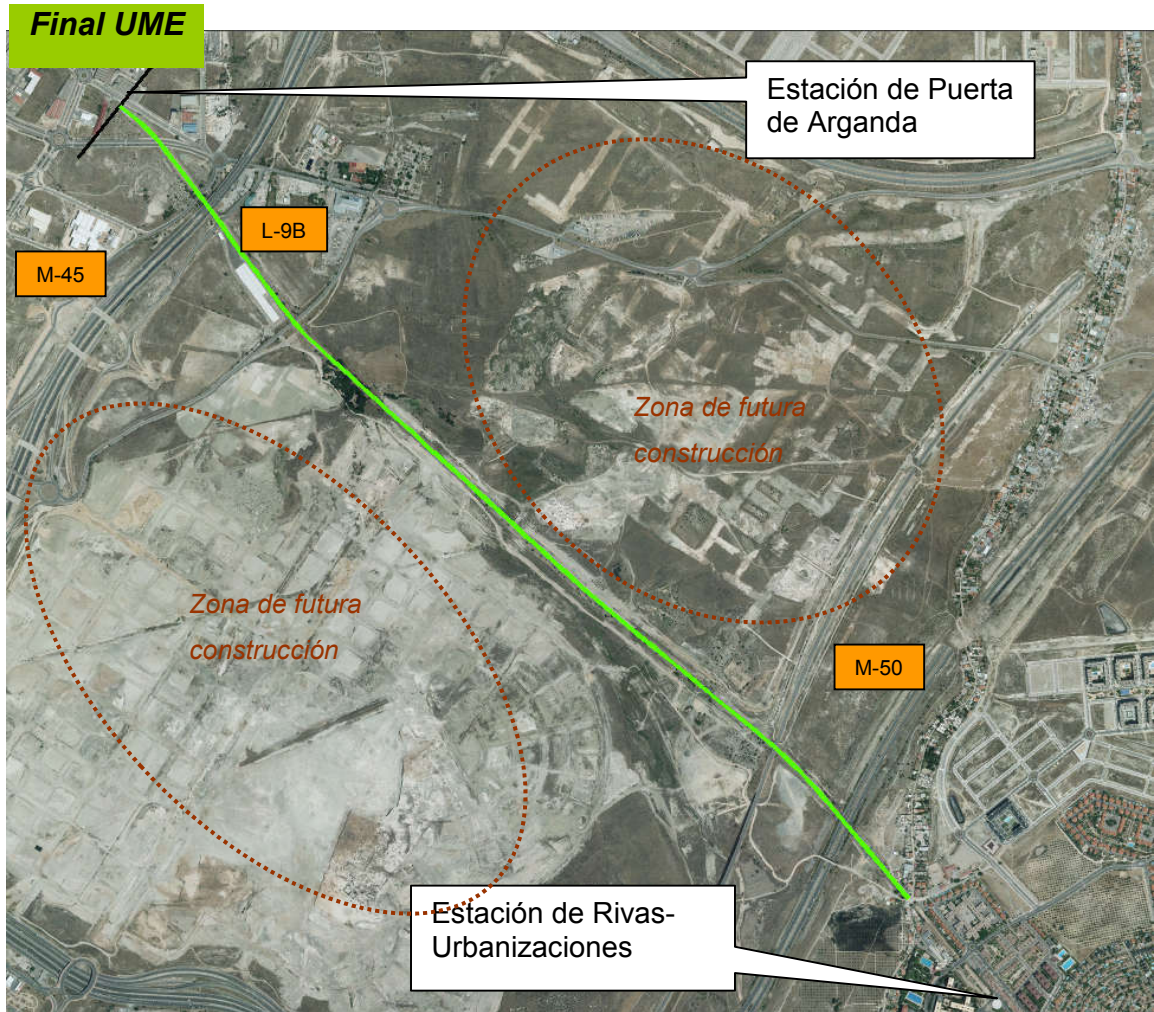 Final UME
Estación de Puerta
de Arganda
L-9B
M-45
Zona de futura
construcción
Zona de futura
construcción
M-50
Estación de Rivas-
Urbanizaciones